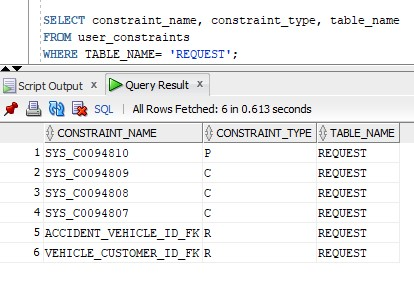 SELECT constraint_name, constraint_type, table_name
FROM user_constraints
WHERE TABLE_NAME= 'REQUEST';
Script Output x Query Result x
SQL | All Rows Fetched: 6 in 0.613 seconds
CONSTRAINT_NAME CONSTRAINT_TYPE TABLE_NAME
1 SYS_C0094810 P REQUEST
2 SYS_C0094809 C REQUEST
3 SYS_C0094808 C REQUEST
4 SYS_C0094807 C REQUEST
5 ACCIDENT_VEHICLE_ID_FK R REQUEST
6 VEHICLE_CUSTOMER_ID_FK R REQUEST